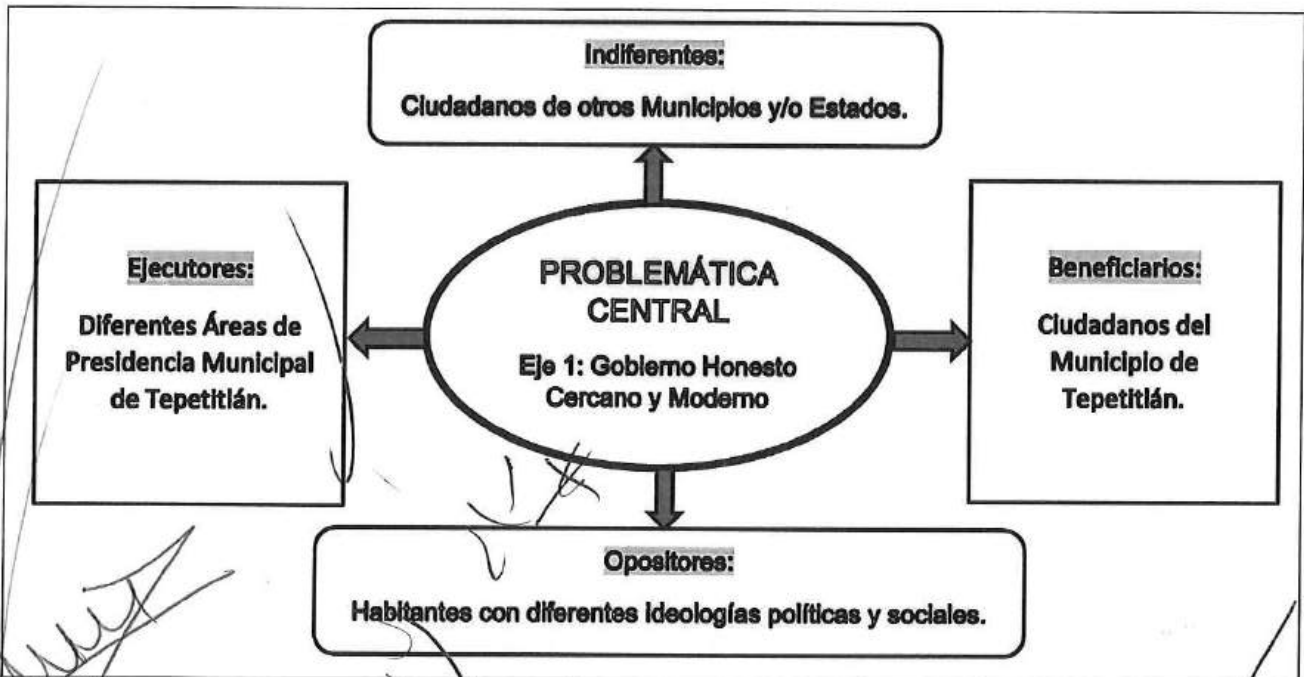 Indiferentes:
Ciudadanos de otros Municipios y/o Estados.
Ejecutores:
Diferentes Áreas de
Presidencia Municipal
de Tepetitlán.
PROBLEMÁTICA
CENTRAL
Eje 1: Gobierno Honesto
Cercano y Moderno
Beneficiarios:
Ciudadanos del
Municipio de
Tepetitlán.
Opositores:
Habitantes con diferentes ideologías políticas y sociales.